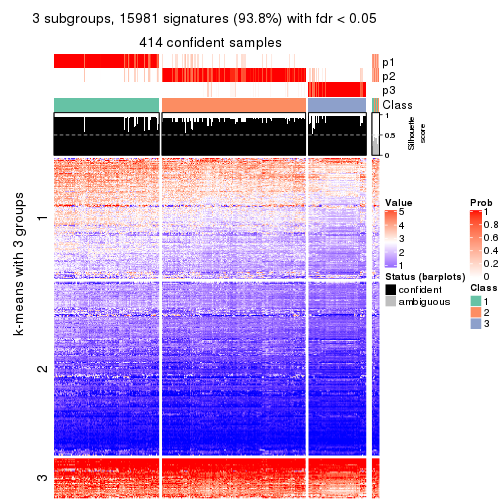 3 subgroups, 15981 signatures (93.8%) with fdr < 0.05
414 confident samples
p1
p2
p3
Class
1
0.5
0
Silhouette
score
k-means with 3 groups
1
2
3
Value
5
4
3
2
1
Status (barplots)
confident
ambiguous
Prob
1
0.8
0.6
0.4
0.2
0
Class
1
2
3